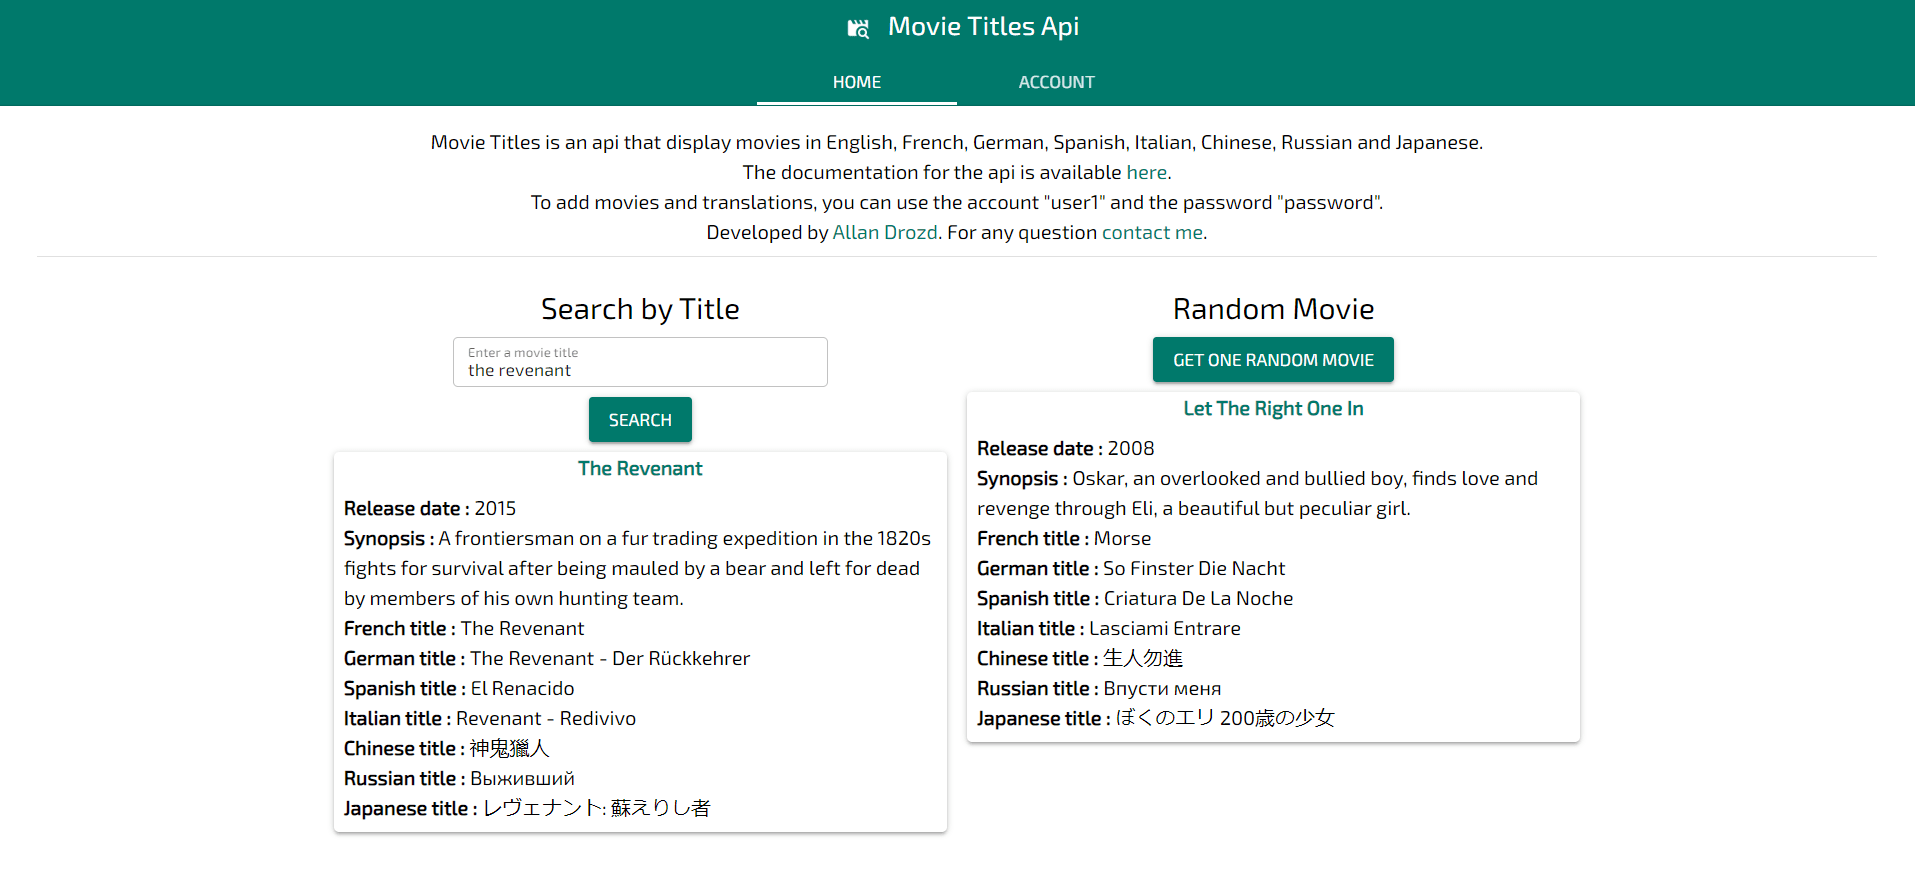 Movie Titles Api
HOME
ACCOUNT
Movie Titles is an api that display movies in English, French, German, Spanish, Italian, Chinese, Russian and Japanese.
The documentation for the api is available here.
To add movies and translations, you can use the account "user1" and the password "password".
Developed by Allan Drozd. For any question contact me.
Search by Title
Enter a movie title
the revenant
SEARCH
The Revenant
Release date : 2015
Synopsis : A frontiersman on a fur trading expedition in the 1820s
fights for survival after being mauled by a bear and left for dead
by members of his own hunting team.
French title : The Revenant
German title : The Revenant - Der Rückkehrer
Spanish title : El Renacido
Italian title : Revenant - Redivivo
Chinese title : 神鬼獵人
Russian title : Выживший
Japanese title : レヴェナント: 蘇えりし者
Random Movie
GET ONE RANDOM MOVIE
Let The Right One In
Release date : 2008
Synopsis : Oskar, an overlooked and bullied boy, finds love and
revenge through Eli, a beautiful but peculiar girl.
French title : Morse
German title : So Finster Die Nacht
Spanish title : Criatura De La Noche
Italian title : Lasciami Entrare
Chinese title : 生人勿進
Russian title : Впусти меня
Japanese title : ぼくのエリ 200歳の少女